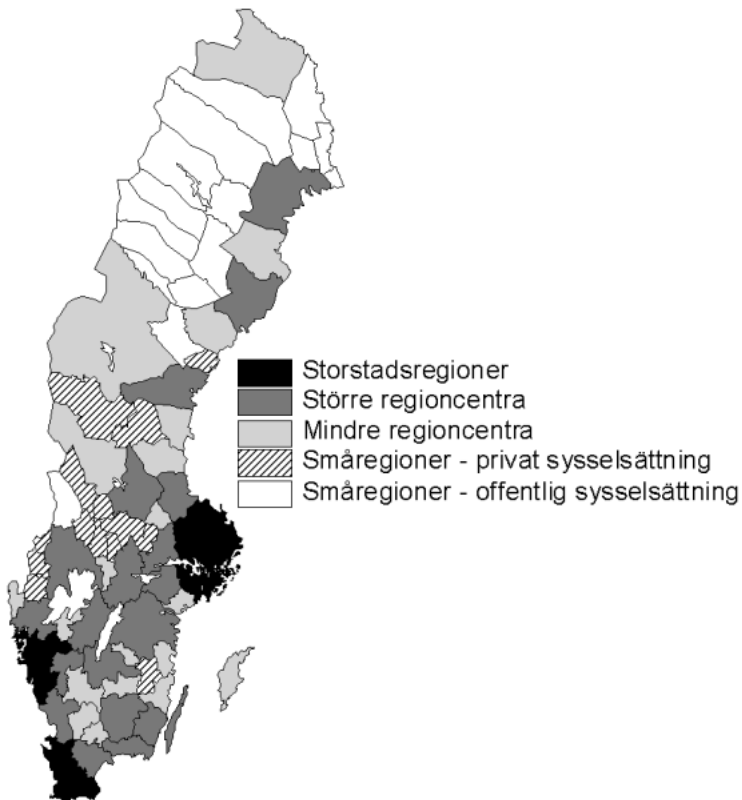 Storstadsregioner
Större regioncentra
Mindre regioncentra
Småregioner - privat sysselsättning
Småregioner - offentlig sysselsättning